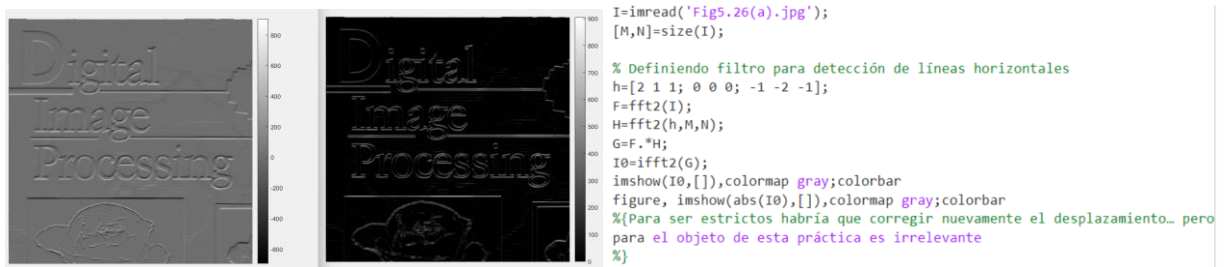 Digital
Image
Processing
800
600
400
200
0
-200
-400
-600
Digital
Image
Processing
900
800
700
600
500
400
300
200
100
0
I=imread('Fig5.26(a).jpg');
[M,N]=size(I);
% Definiendo filtro para detección de líneas horizontales
h=[2 1 1; 0 0 0; -1 -2 -1];
F=fft2(I);
H=fft2(h,M,N);
G=F.*H;
I0=ifft2(G);
imshow(I0,[]),colormap gray;colorbar
figure, imshow(abs(I0),[]),colormap gray;colorbar
%{Para ser estrictos habría que corregir nuevamente el desplazamiento… pero
para el objeto de esta práctica es irrelevante
%}